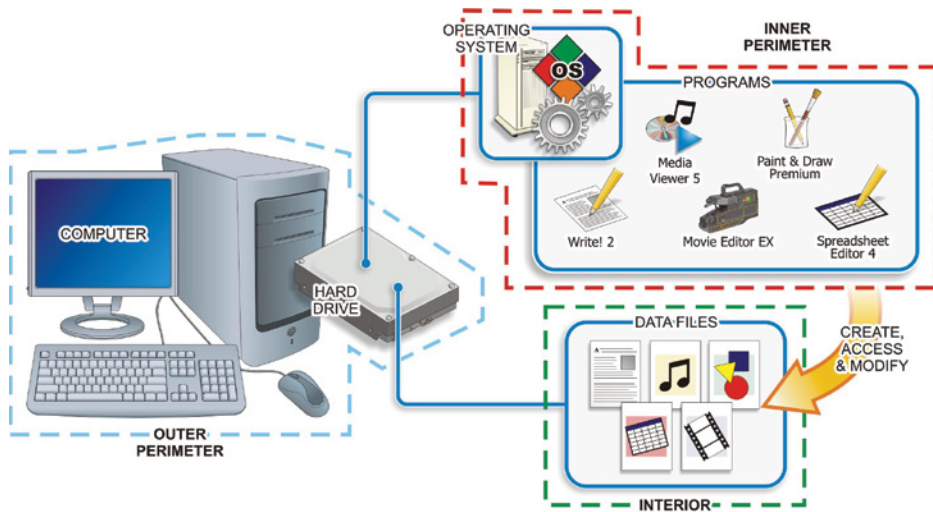 OPERATING
SYSTEM
OS
INNER
PERIMETER
PROGRAMS
Media
Viewer 5
Paint & Draw
Premium
Write! 2
Movie Editor EX
Spreadsheet
Editor 4
COMPUTER
HARD
DRIVE
OUTER
PERIMETER
DATA FILES
CREATE,
ACCESS
& MODIFY
INTERIOR